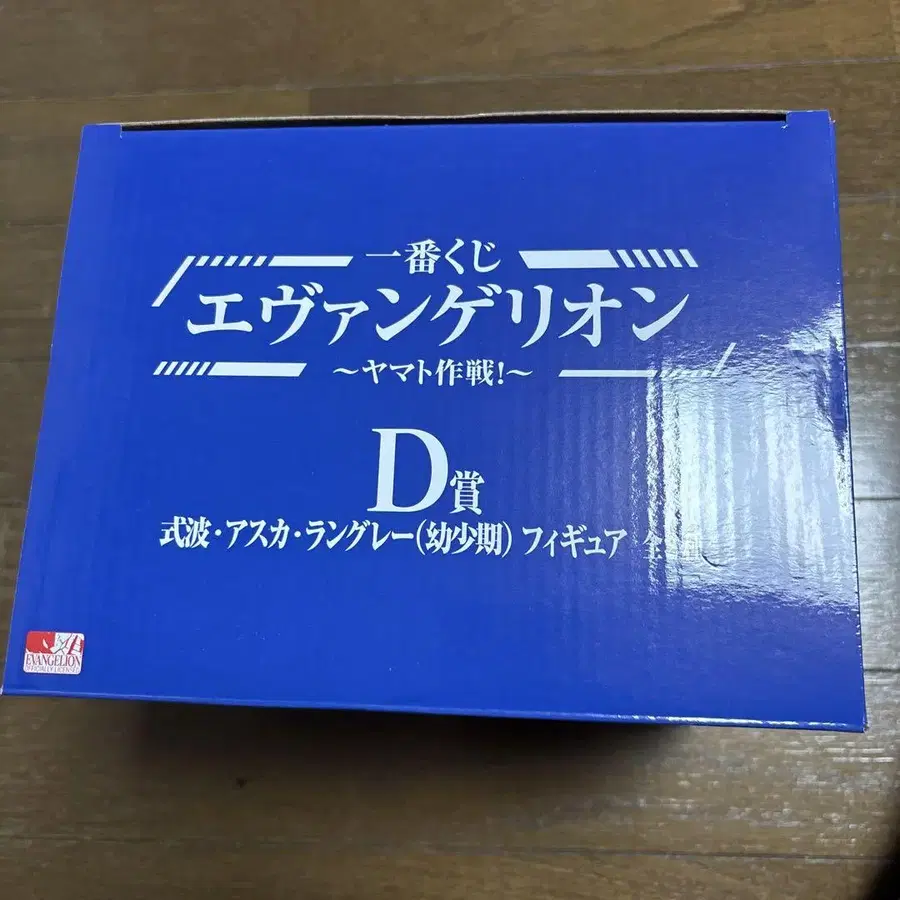 一番くじ
エヴァンゲリオン
～ヤマト作戦!～
D賞
式波・アスカ・ラングレー(幼少期) フィギュア 全
EVANGELION
OFFICIALLY LICENSED